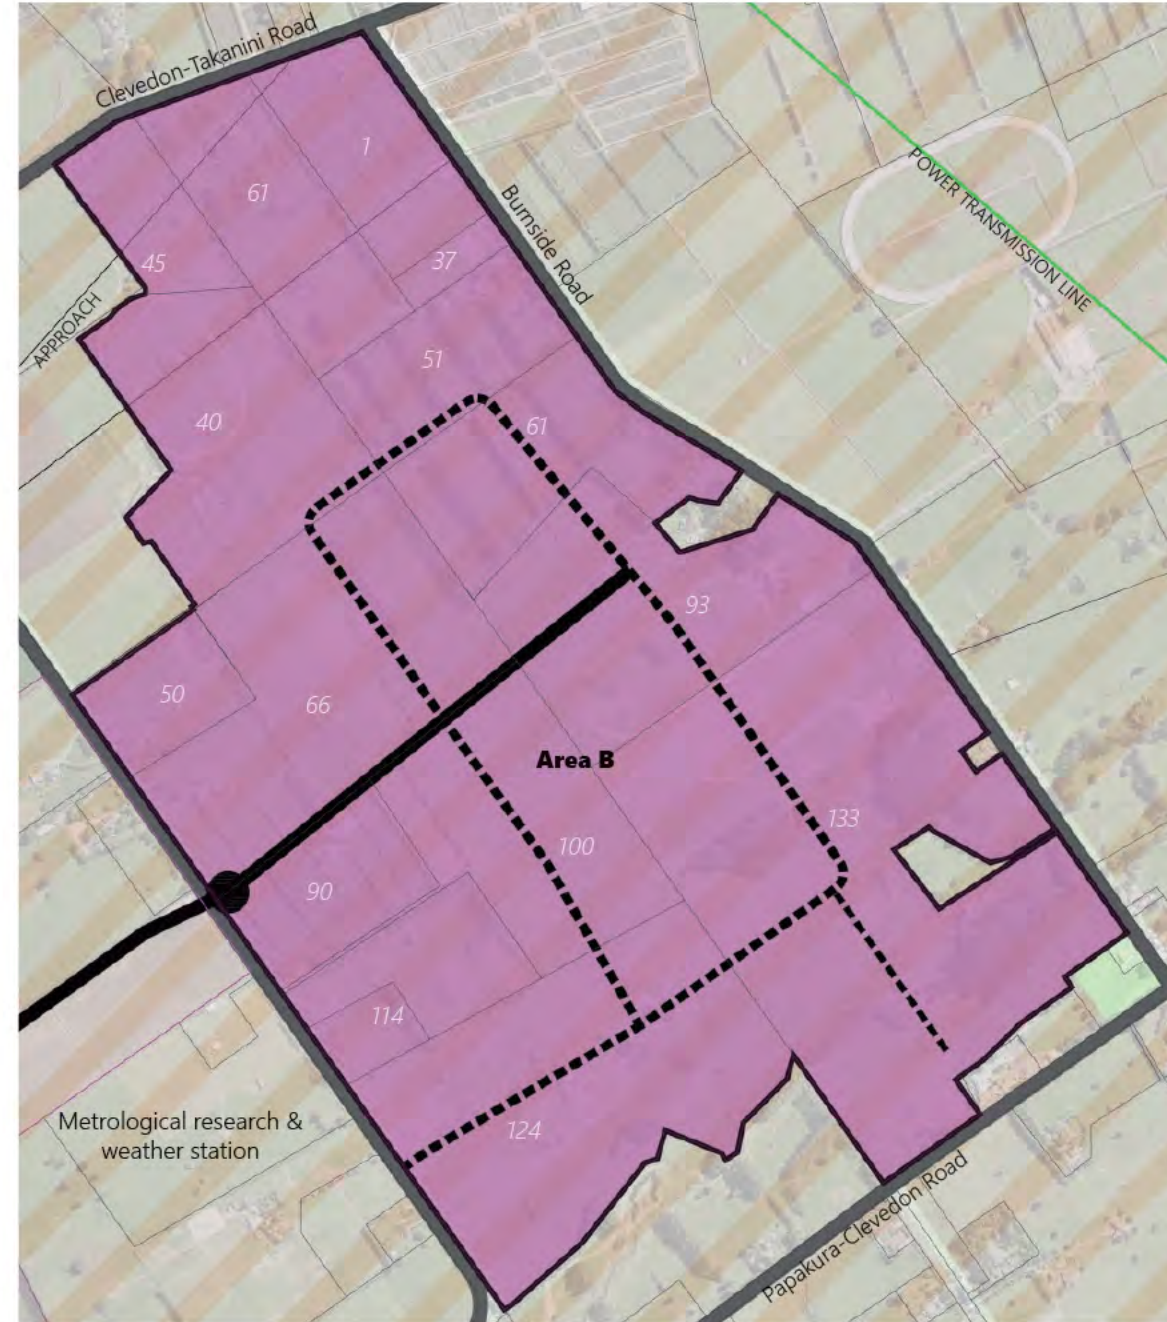 Clevedon-Takanini Road
1
61
Burnside Road
POWER TRANSMISSION LINE
45
37
APPROACH
51
40
61
93
50
66
Area B
133
100
90
114
Metrological research &
weather station
124
Papakura-Clevedon Road